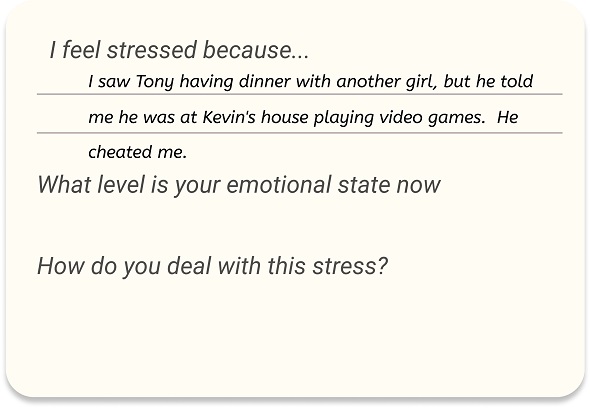 I feel stressed because...
I saw Tony having dinner with another girl, but he told
me he was at Kevin's house playing video games.  He
cheated me.
What level is your emotional state now
How do you deal with this stress?